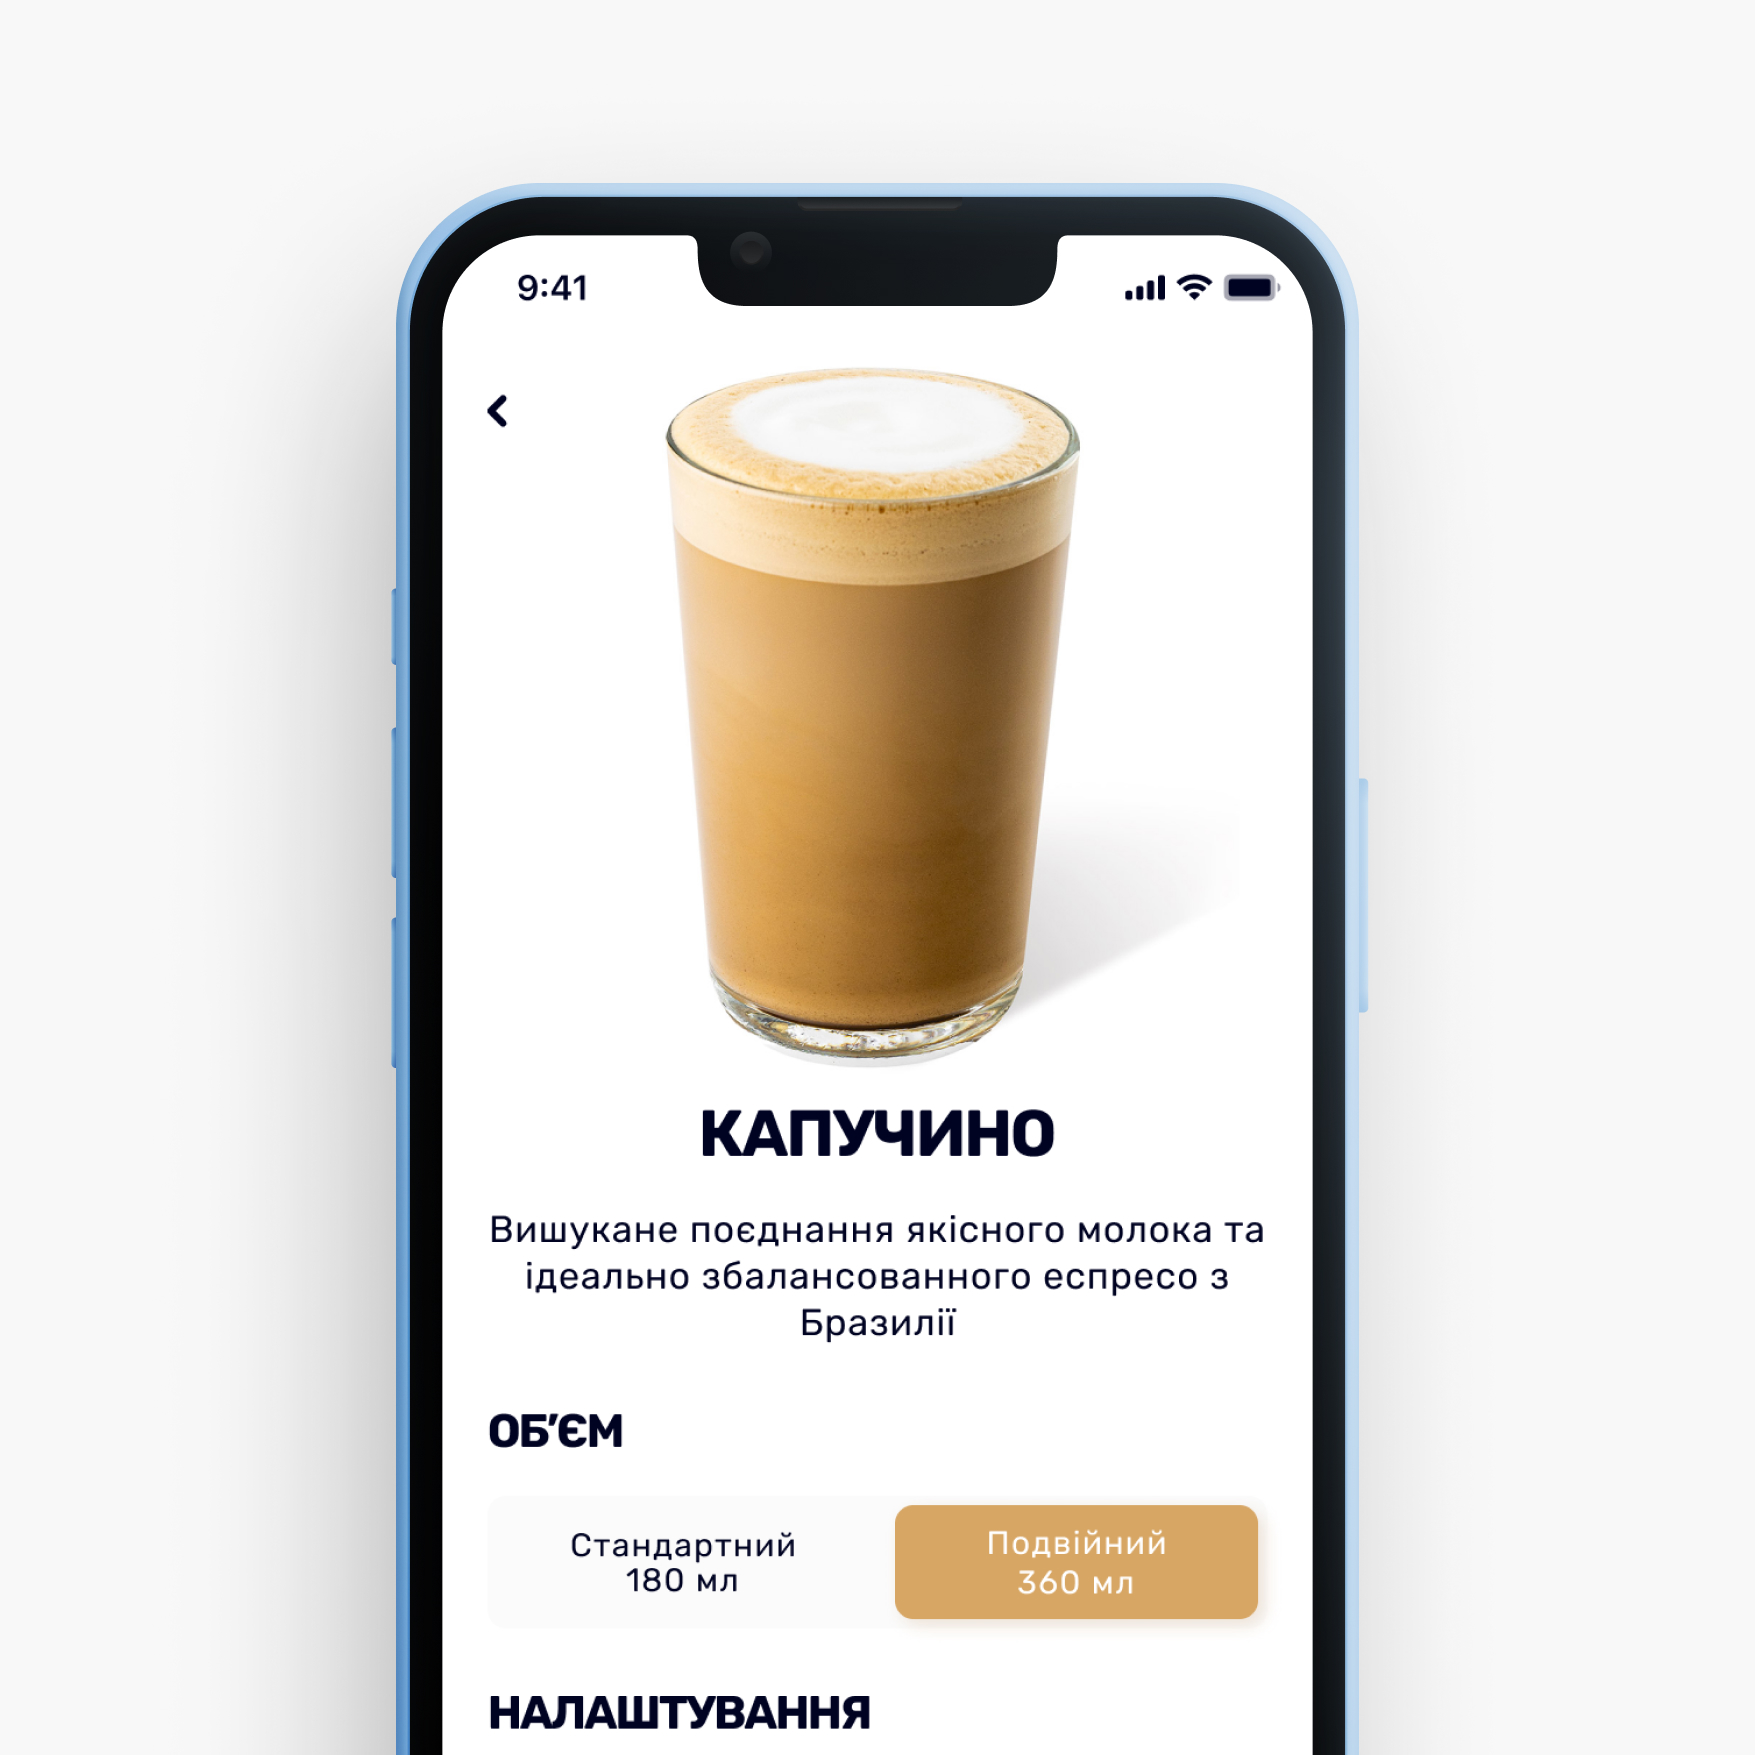 9:41
КАПУЧИНО
Вишукане поєднання якісного молока та
ідеально збалансованного еспресо з
Бразилії
ОБ’ЄМ
Стандартний
180 мл
Подвійний
360 мл
НАЛАШТУВАННЯ